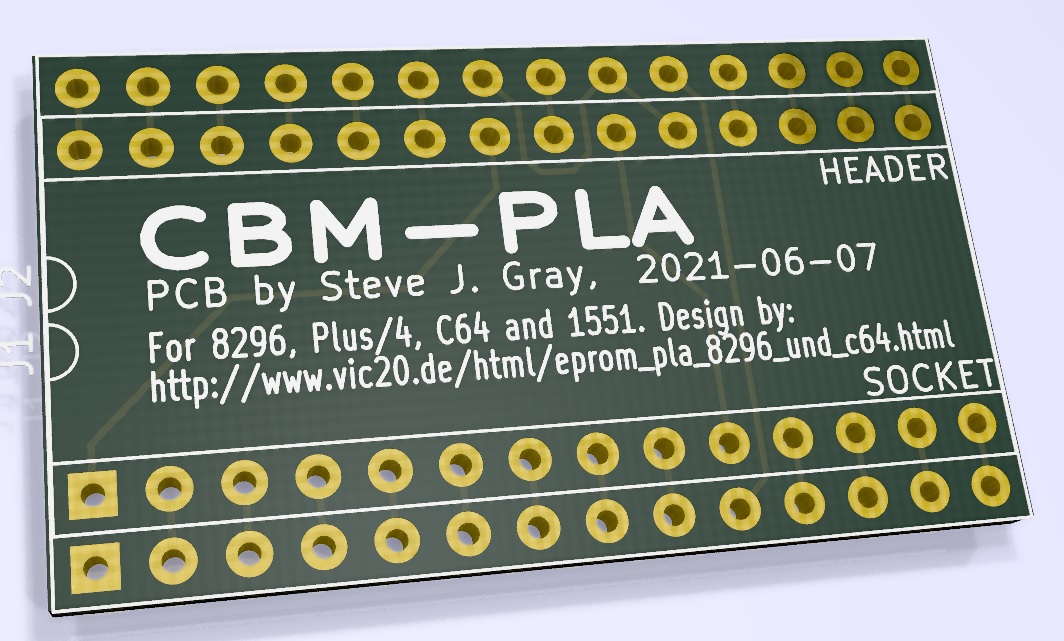 HEADER
CBM-PLA
PCB by Steve J. Gray, 2021-06-07
For 8296, Plus/4, C64 and 1551. Design by:
http://www.vic20.de/html/eprom_pla_8296_und_c64.html
SOCKET
J2
J1